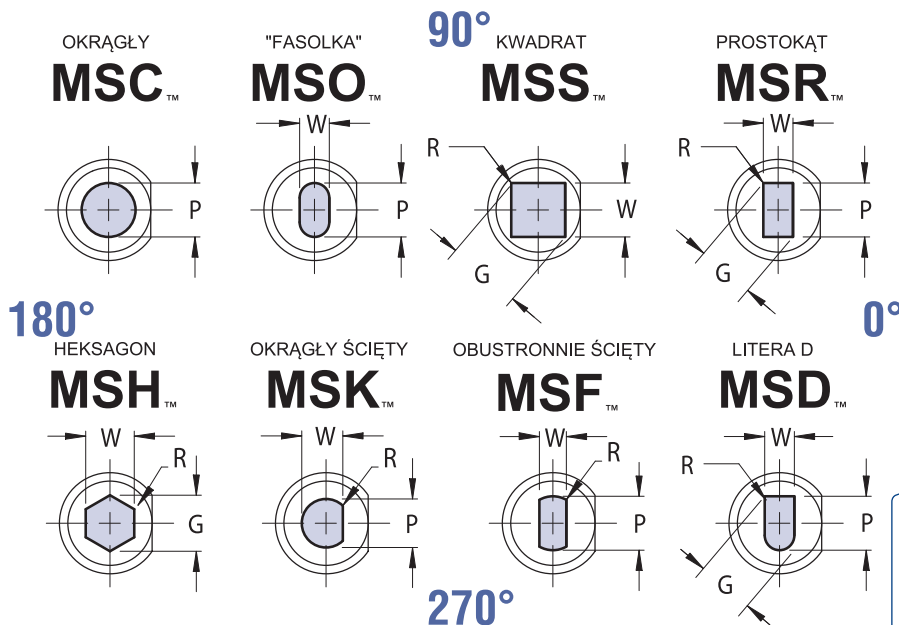 90°
OKRĄGŁY "FASOLKA" KWADRAT PROSTOKĄT
MSC™ MSO™ MSS™ MSR™
W W
R R
P P W P
G G
180° 0°
HEKSAGON OKRĄGŁY ŚCIĘTY OBUSTRONNIE ŚCIĘTY LITERA D
MSH™ MSK™ MSF™ MSD™
W W W W
R R R R
G P P P
G
270°